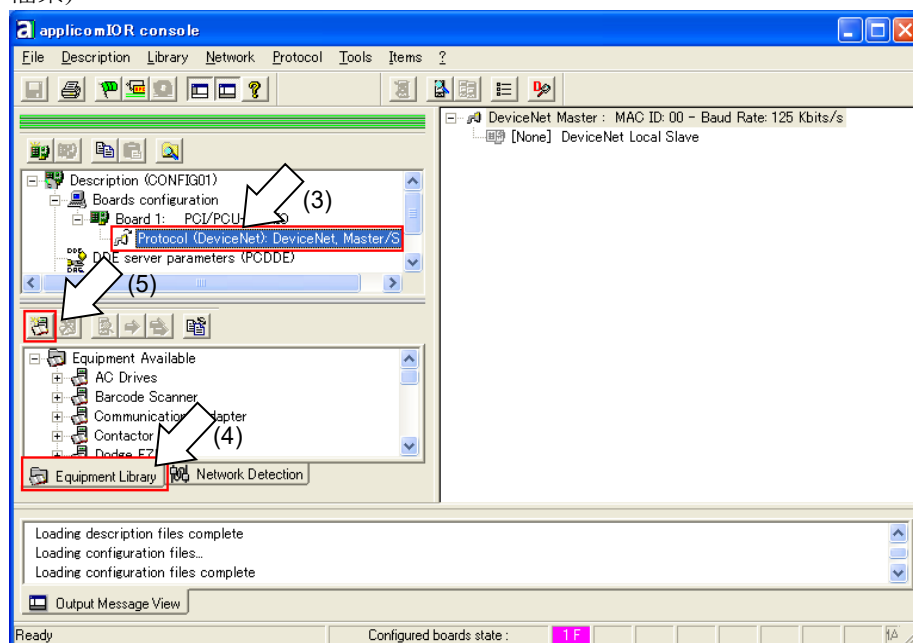 applicomIOR console
File Description Library Network Protocol Tools Items ?
DeviceNet Master : MAC ID: 00 - Baud Rate: 125 Kbits/s
[None] DeviceNet Local Slave
Description (CONFIG01)
Boards configuration
(3)
Board 1: PCI/PCU-
Protocol (DeviceNet): DeviceNet, Master/S
DDE server parameters (PCDDE)
(5)
Equipment Available
AC Drives
Barcode Scanner
Communication
Contactor
(4)
Dodge EZ
Equipment Library Network Detection
Loading description files complete
Loading configuration files...
Loading configuration files complete
Output Message View
Ready Configured boards state : 1 F